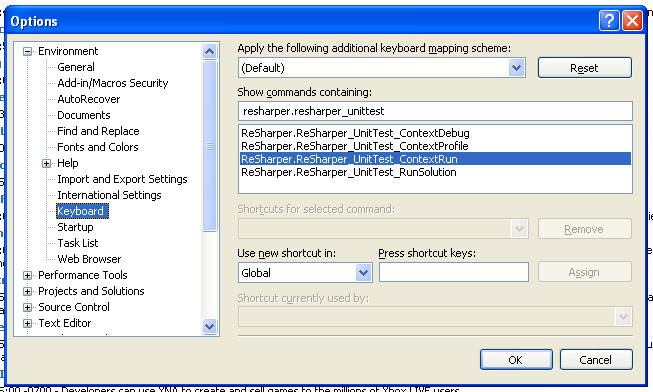 Options
Environment
General
Add-in/Macros Security
AutoRecover
Documents
Find and Replace
Fonts and Colors
Help
Import and Export Settings
International Settings
Keyboard
Startup
Task List
Web Browser
Performance Tools
Projects and Solutions
Source Control
Text Editor
Apply the following additional keyboard mapping scheme:
(Default)
Reset
Show commands containing:
resharper.resharper_unittest
ReSharper.ReSharper_UnitTest_ContextDebug
ReSharper.ReSharper_UnitTest_ContextProfile
ReSharper.ReSharper_UnitTest_ContextRun
ReSharper.ReSharper_UnitTest_RunSolution
Shortcuts for selected command:
Remove
Use new shortcut in:
Press shortcut keys:
Global
Assign
Shortcut currently used by:
OK
Cancel
:00 -0700 - Developers can use XNA to create and sell games to the millions of Xbox LIVE users